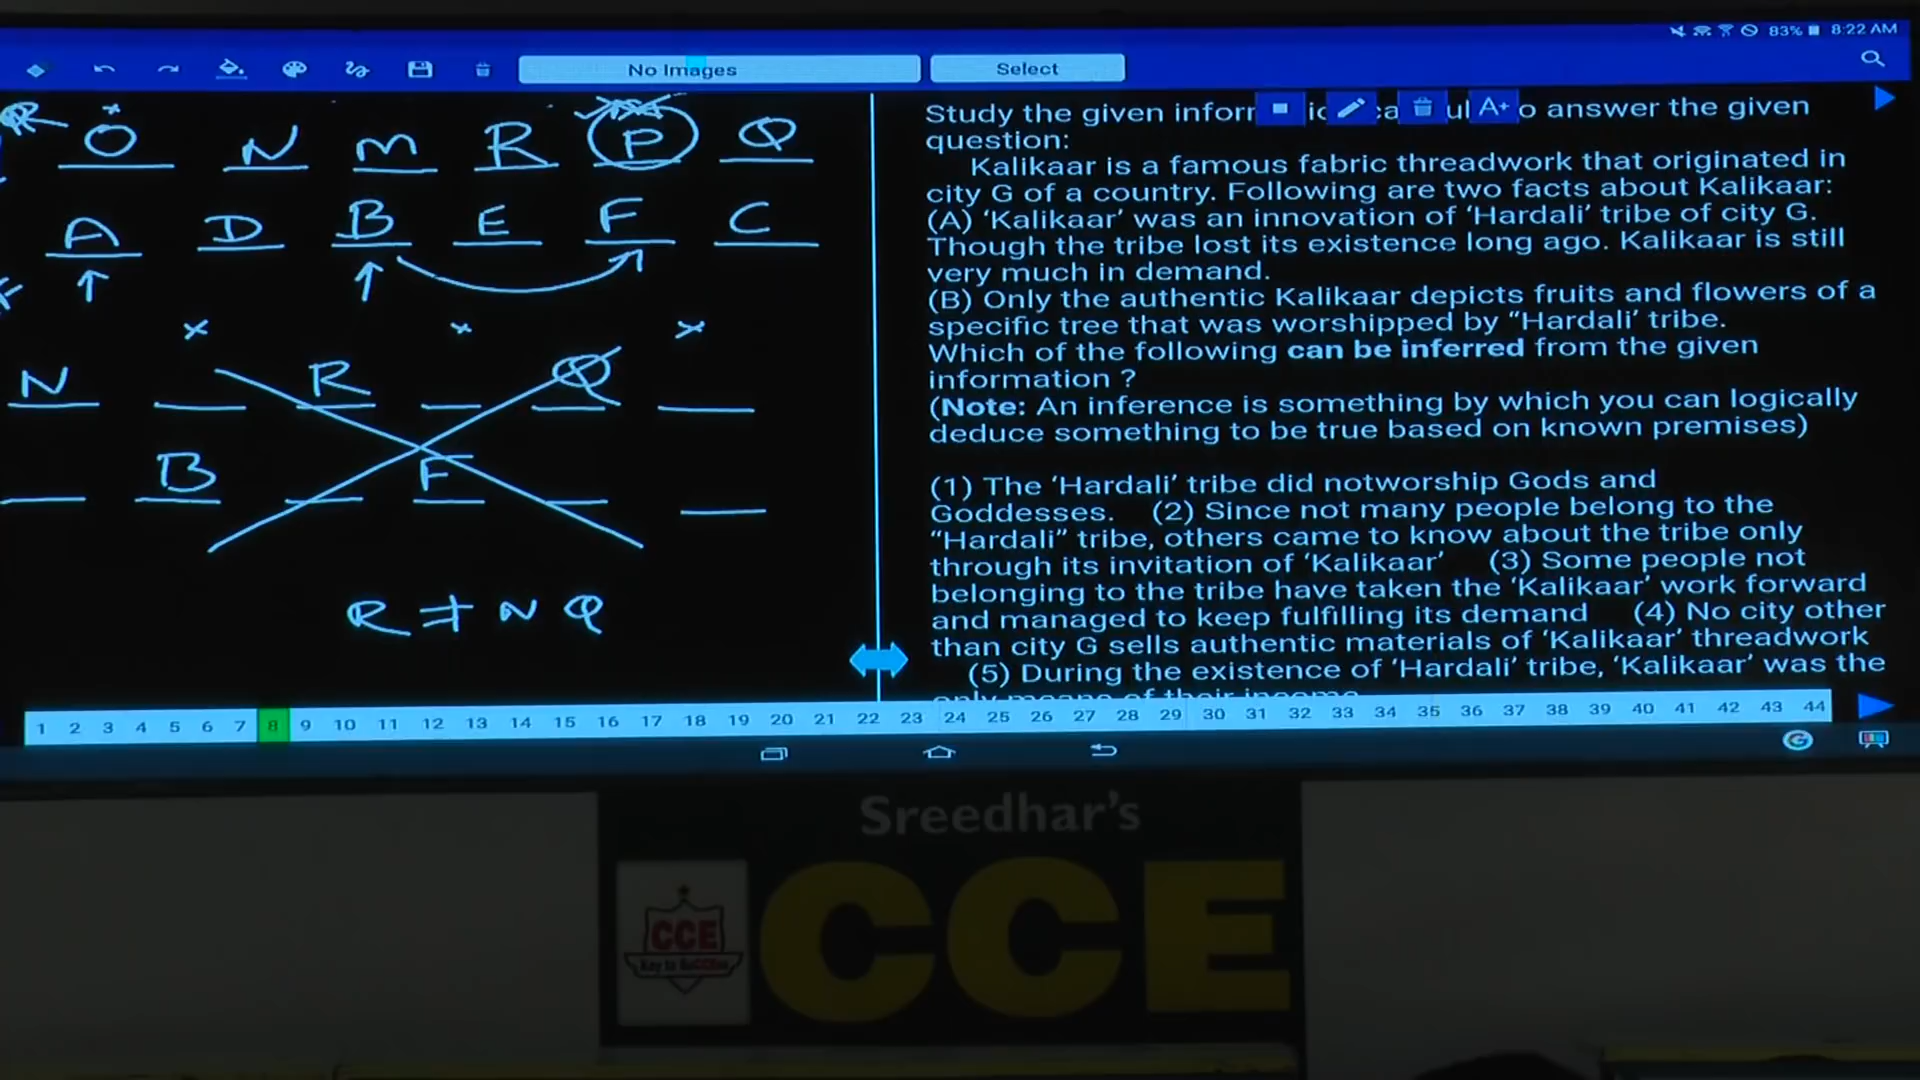 83% 8:22 AM
No Images Select
O N M R P Q
A D B E F C
N R Q
B F
R N Q
Study the given answer the given
question:
Kalikaar is a famous fabric threadwork that originated in
city G of a country. Following are two facts about Kalikaar:
(A) ‘Kalikaar’ was an innovation of ‘Hardali’ tribe of city G.
Though the tribe lost its existence long ago. Kalikaar is still
very much in demand.
(B) Only the authentic Kalikaar depicts fruits and flowers of a
specific tree that was worshipped by “Hardali’ tribe.
Which of the following can be inferred from the given
information ?
(Note: An inference is something by which you can logically
deduce something to be true based on known premises)
(1) The ‘Hardali’ tribe did notworship Gods and
Goddesses. (2) Since not many people belong to the
“Hardali” tribe, others came to know about the tribe only
through its invitation of ‘Kalikaar’ (3) Some people not
belonging to the tribe have taken the ‘Kalikaar’ work forward
and managed to keep fulfilling its demand (4) No city other
than city G sells authentic materials of ‘Kalikaar’ threadwork
(5) During the existence of ‘Hardali’ tribe, ‘Kalikaar’ was the
only means of their income
1 2 3 4 5 6 7 8 9 10 11 12 13 14 15 16 17 18 19 20 21 22 23 24 25 26 27 28 29 30 31 32 33 34 35 36 37 38 39 40 41 42 43 44
Sreedhar's
CCE
CCE
Key to Success